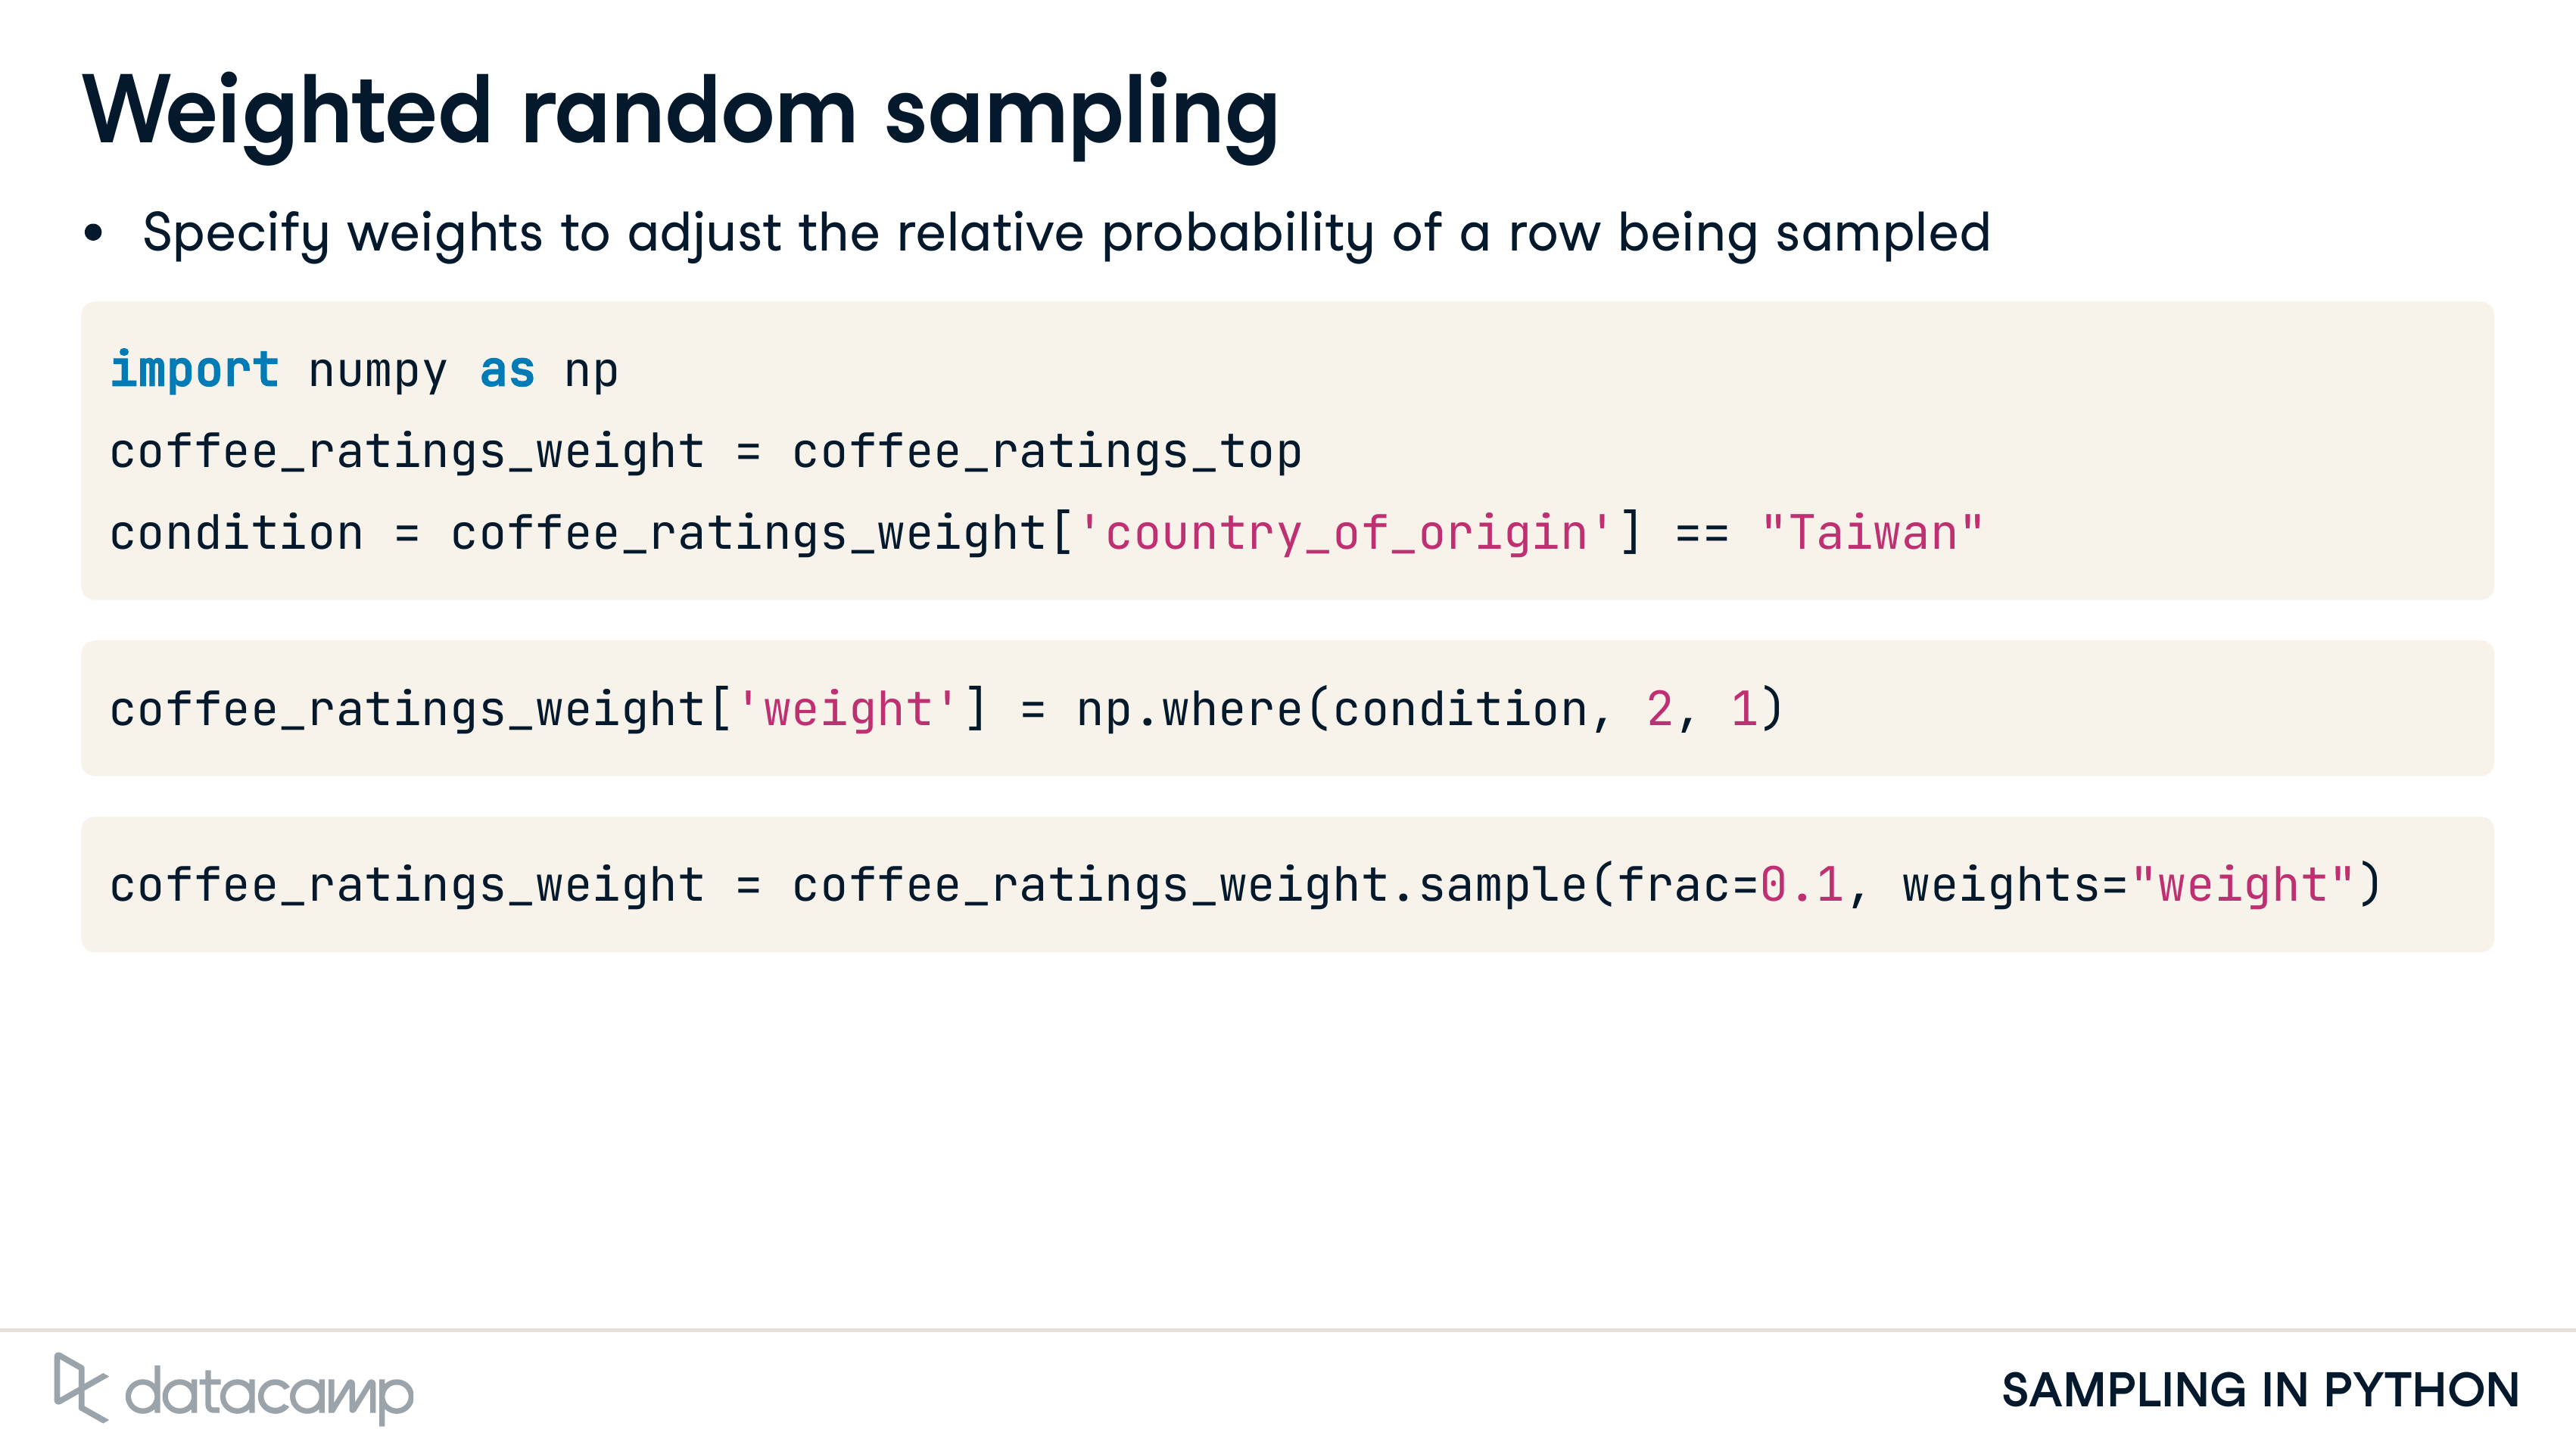 Weighted random sampling
• Specify weights to adjust the relative probability of a row being sampled
import numpy as np
coffee_ratings_weight = coffee_ratings_top
condition = coffee_ratings_weight['country_of_origin'] == "Taiwan"
coffee_ratings_weight['weight'] = np.where(condition, 2, 1)
coffee_ratings_weight = coffee_ratings_weight.sample(frac=0.1, weights="weight")
datacamp
SAMPLING IN PYTHON